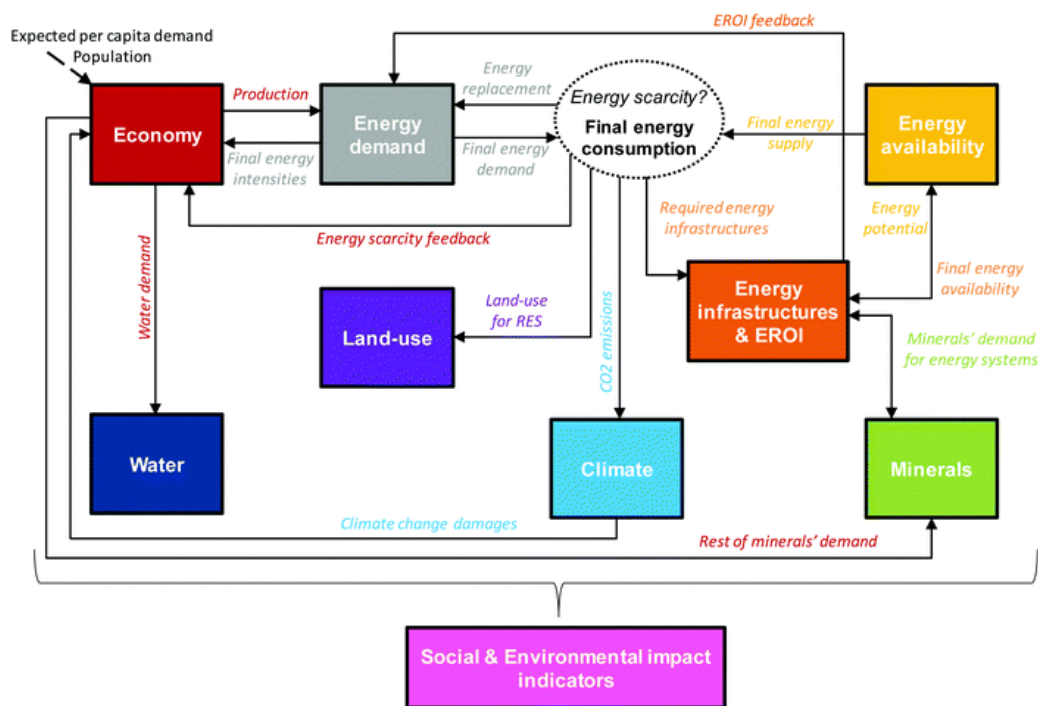 EROI feedback
Expected per capita demand
Population
Production
Energy
replacement
Energy scarcity?
Final energy
consumption
Final energy
supply
Economy
Energy
demand
Energy
availability
Final energy
intensities
Final energy
demand
Energy scarcity feedback
Required energy
infrastructures
Energy
potential
Water demand
Final energy
availability
Land-use
Land-use
for RES
CO2 emissions
Energy
infrastructures
& EROI
Minerals' demand
for energy systems
Water
Climate
Minerals
Climate change damages
Rest of minerals' demand
Social & Environmental impact
indicators